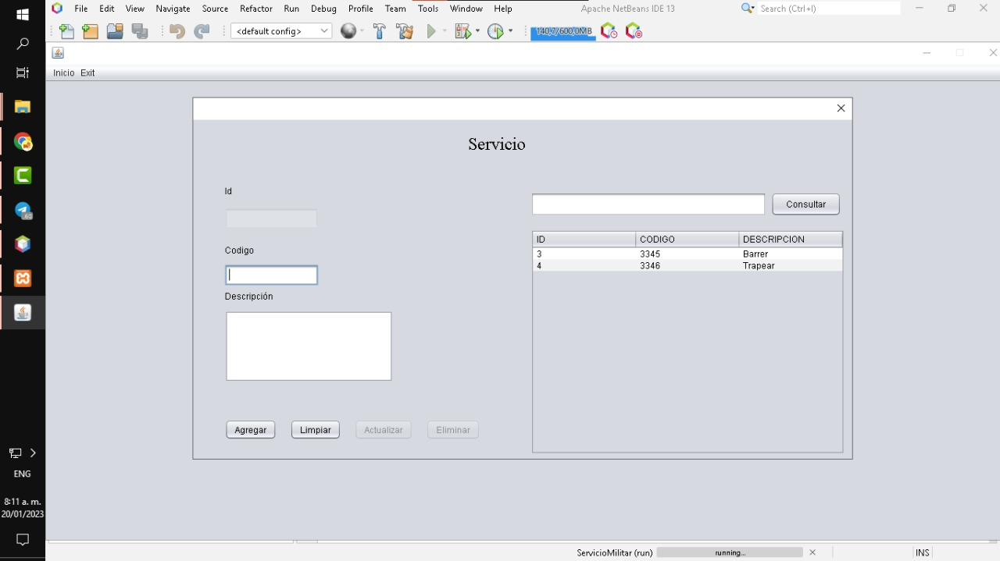 File Edit View Navigate Source Refactor Run Debug Profile Team Tools Window Help Apache NetBeans IDE 13 Search (Ctrl+I)
<default config> 140,7/600,0MB
Inicio Exit
Servicio
Id
Consultar
ID CODIGO DESCRIPCION
3 3345 Barrer
4 3346 Trapear
Codigo
Descripción
Agregar Limpiar Actualizar Eliminar
ENG
8:11 a. m.
20/01/2023
ServicioMilitar (run) running... INS